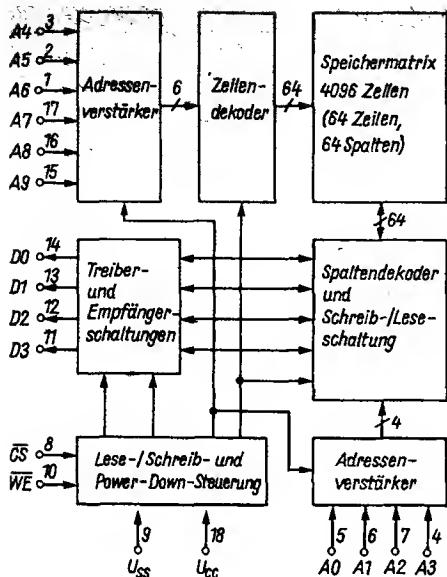 A4 3
A5 2
A6 1
A7 17
A8 16
A9 15
Adressen-
verstärker
6
Zeilen-
dekoder
64
Speichermatrix
4096 Zellen
(64 Zeilen,
64 Spalten)
64
D0 14
D1 13
D2 12
D3 11
Treiber-
und
Empfänger-
schaltungen
Spaltendekoder
und
Schreib-/Lese-
schaltung
4
CS 8
WE 10
Lese-/Schreib- und
Power-Down-Steuerung
Adressen-
verstärker
9 18
USS UCC
5 6 7 4
A0 A1 A2 A3